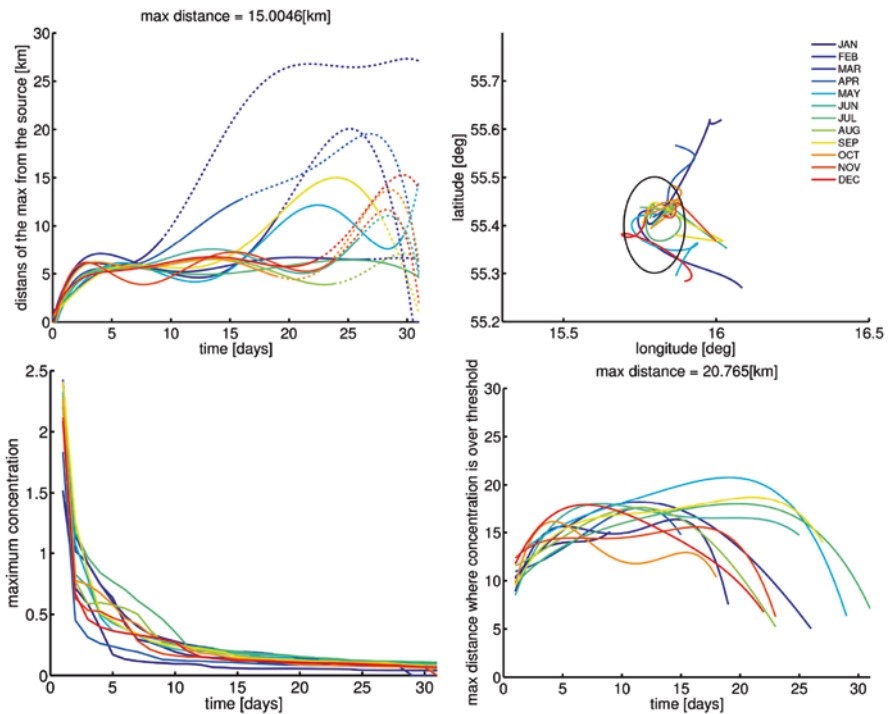 max distance = 15.0046[km]
distans of the max from the source [km]
30
25
20
15
10
5
0
0 5 10 15 20 25 30
time [days]
latitude [deg]
55.7
55.6
55.5
55.4
55.3
55.2
15.5 16 16.5
longitude [deg]
JAN
FEB
MAR
APR
MAY
JUN
JUL
AUG
SEP
OCT
NOV
DEC
maximum concentration
2.5
2
1.5
1
0.5
0
0 5 10 15 20 25 30
time [days]
max distance = 20.765[km]
max distance where concentration is over threshold
30
25
20
15
10
5
0
0 5 10 15 20 25 30
time [days]